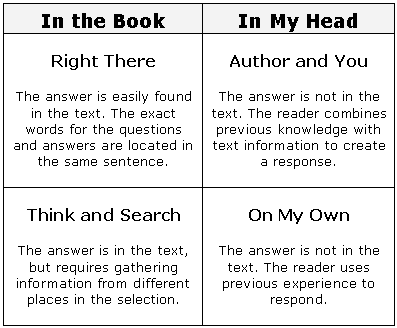 In the Book
In My Head
Right There
The answer is easily found
in the text. The exact
words for the questions
and answers are located in
the same sentence.
Author and You
The answer is not in the
text. The reader combines
previous knowledge with
text information to create
a response.
Think and Search
The answer is in the text,
but requires gathering
information from different
places in the selection.
On My Own
The answer is not in the
text. The reader uses
previous experience to
respond.